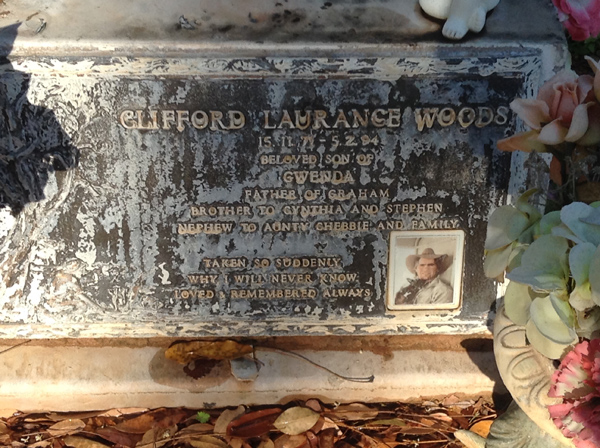 CLIFFORD LAURANCE WOODS
15.11.71 - 5.2.94
BELOVED SON OF
GWENDA
FATHER OF GRAHAM
BROTHER TO CYNTHIA AND STEPHEN
NEPHEW TO AUNTY CHEBBIE AND FAMILY
TAKEN SO SUDDENLY
WHY I WILL NEVER KNOW
LOVED & REMEMBERED ALWAYS